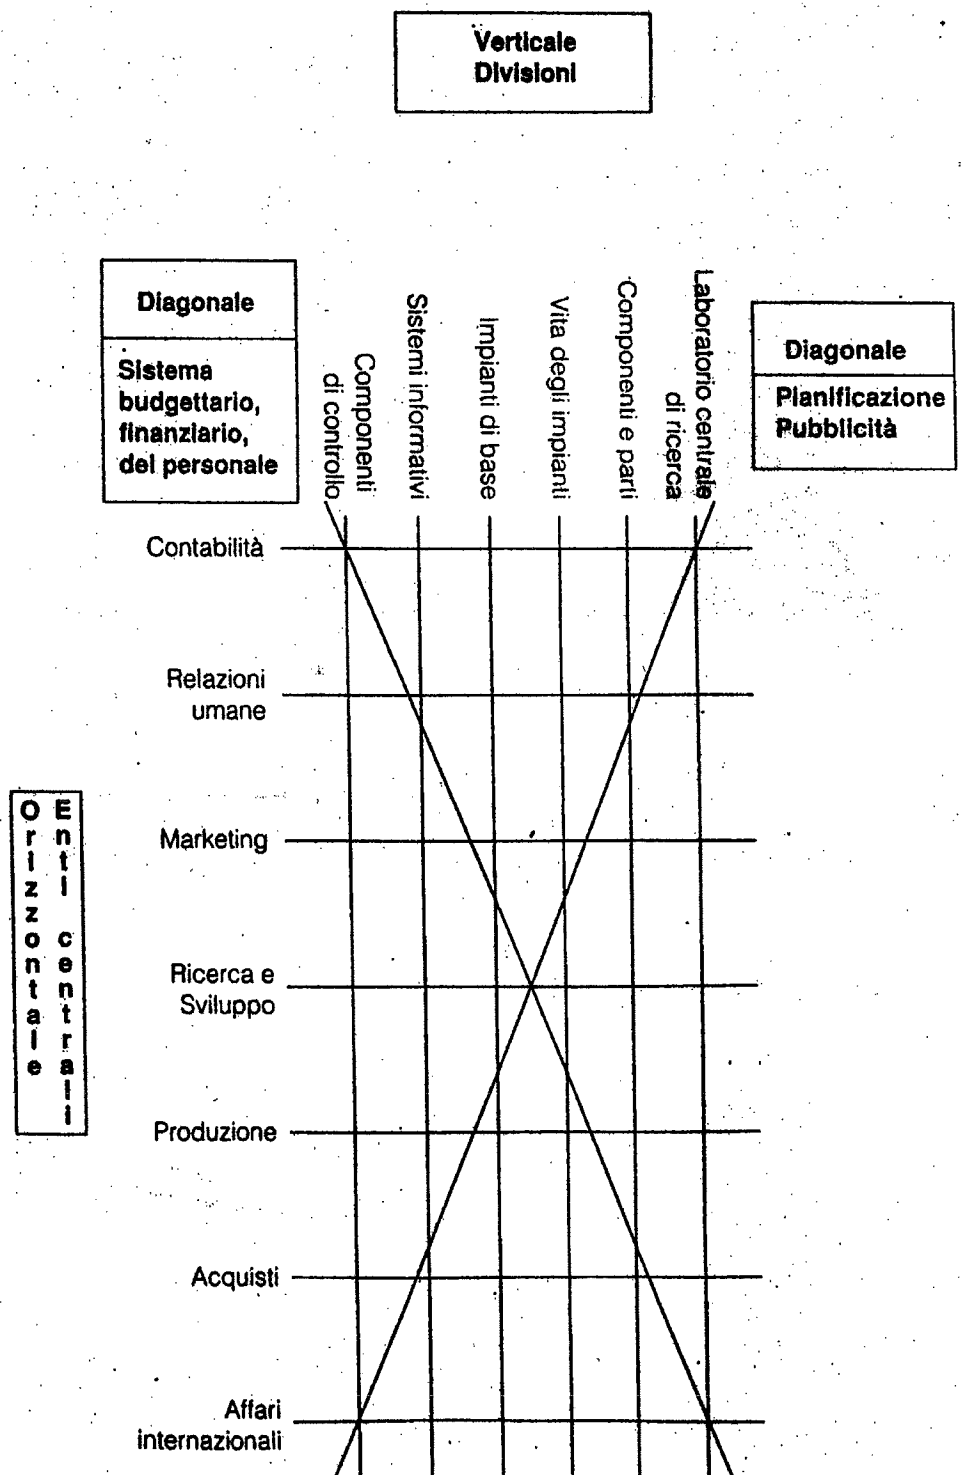 Verticale
Divisioni
Diagonale
Sistema
budgettario,
finanziario,
del personale
Componenti
di controllo
Sistemi informativi
Impianti di base
Vita degli impianti
Componenti e parti
Laboratorio centrale
di ricerca
Diagonale
Pianificazione
Pubblicità
Contabilità
Relazioni
umane
Marketing
Ricerca e
Sviluppo
Produzione
Acquisti
Affari
internazionali
Orizzontale
Enti centrali